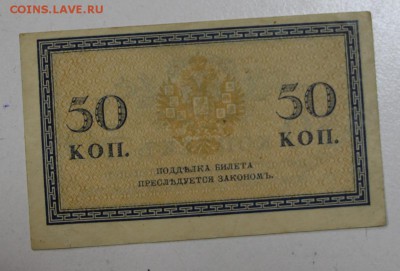 COINS.LAVE.RU
50 50
КОП. КОП.
ПОДДѢЛКА БИЛЕТА
ПРЕСЛѢДУЕТСЯ ЗАКОНОМЪ.